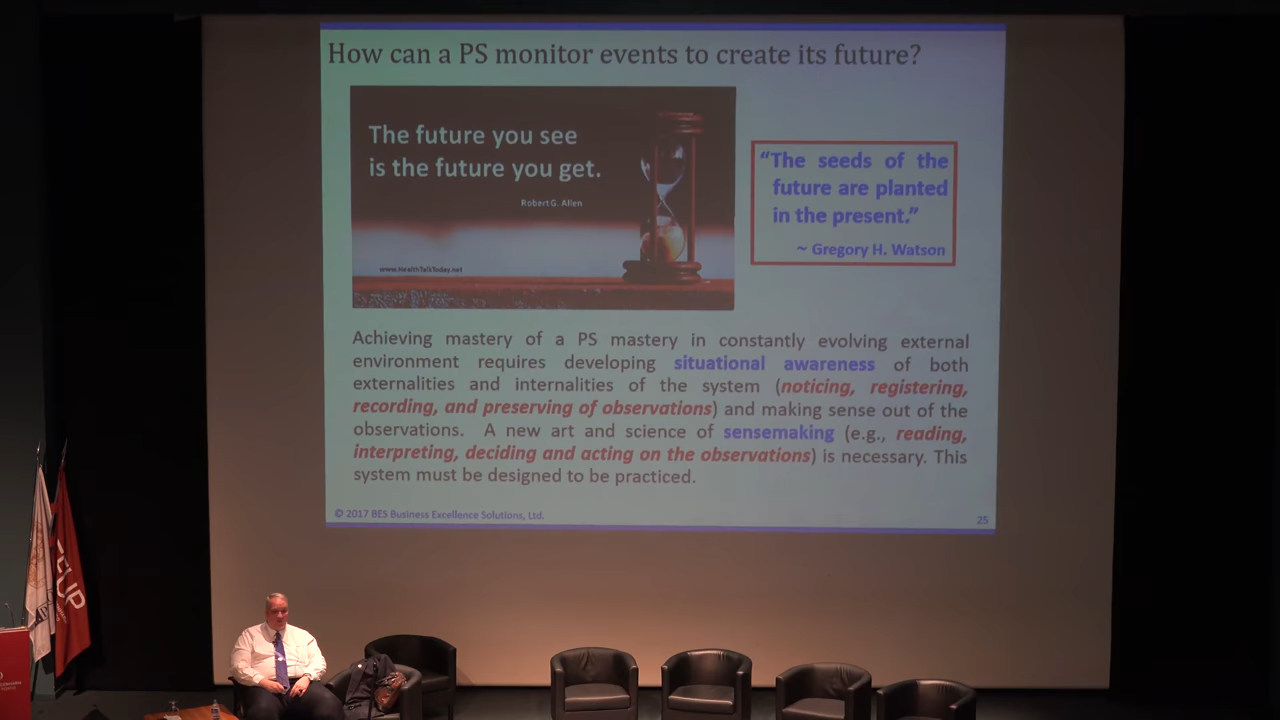 How can a PS monitor events to create its future?
The future you see
is the future you get.
Robert G. Allen
www.HealthTalkToday.net
“The seeds of the
future are planted
in the present.”
~ Gregory H. Watson
Achieving mastery of a PS mastery in constantly evolving external
environment requires developing situational awareness of both
externalities and internalities of the system (noticing, registering,
recording, and preserving of observations) and making sense out of the
observations. A new art and science of sensemaking (e.g., reading,
interpreting, deciding and acting on the observations) is necessary. This
system must be designed to be practiced.
© 2017 BES Business Excellence Solutions, Ltd.
25